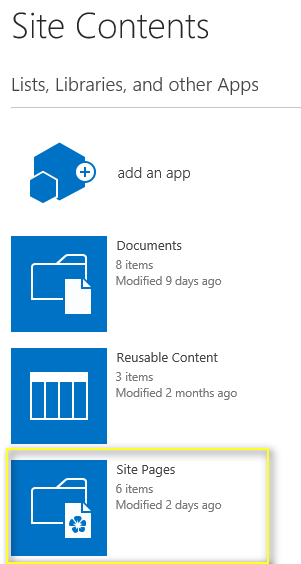 Site Contents
Lists, Libraries, and other Apps
add an app
Documents
8 items
Modified 9 days ago
Reusable Content
3 items
Modified 2 months ago
Site Pages
6 items
Modified 2 days ago